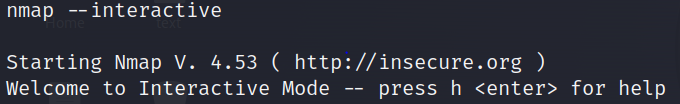 nmap --interactive
Starting Nmap V. 4.53 ( http://insecure.org )
Welcome to Interactive Mode -- press h <enter> for help